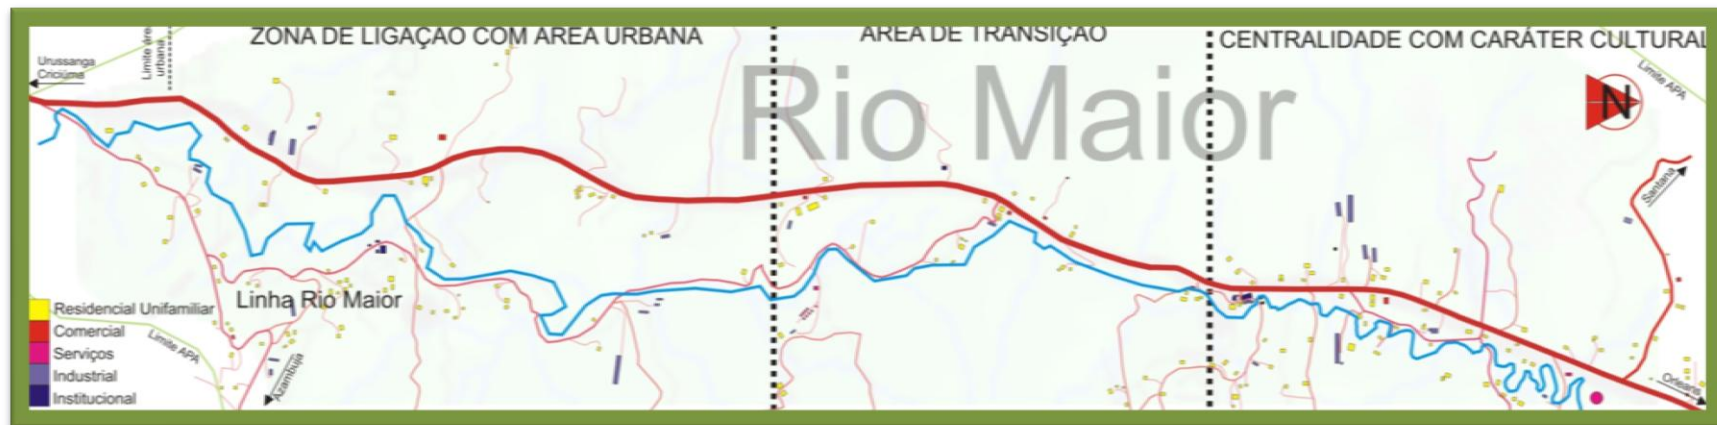 ZONA DE LIGAÇÃO COM ÁREA URBANA
ÁREA DE TRANSIÇÃO
CENTRALIDADE COM CARÁTER CULTURAL
Urussanga
Criciúma
Limite áre
urbana
Rio Maior
Limite APA
N
Santana
Linha Rio Maior
Residencial Unifamiliar
Comercial
Serviços
Industrial
Institucional
Limite APA
Azambuja
Orleans